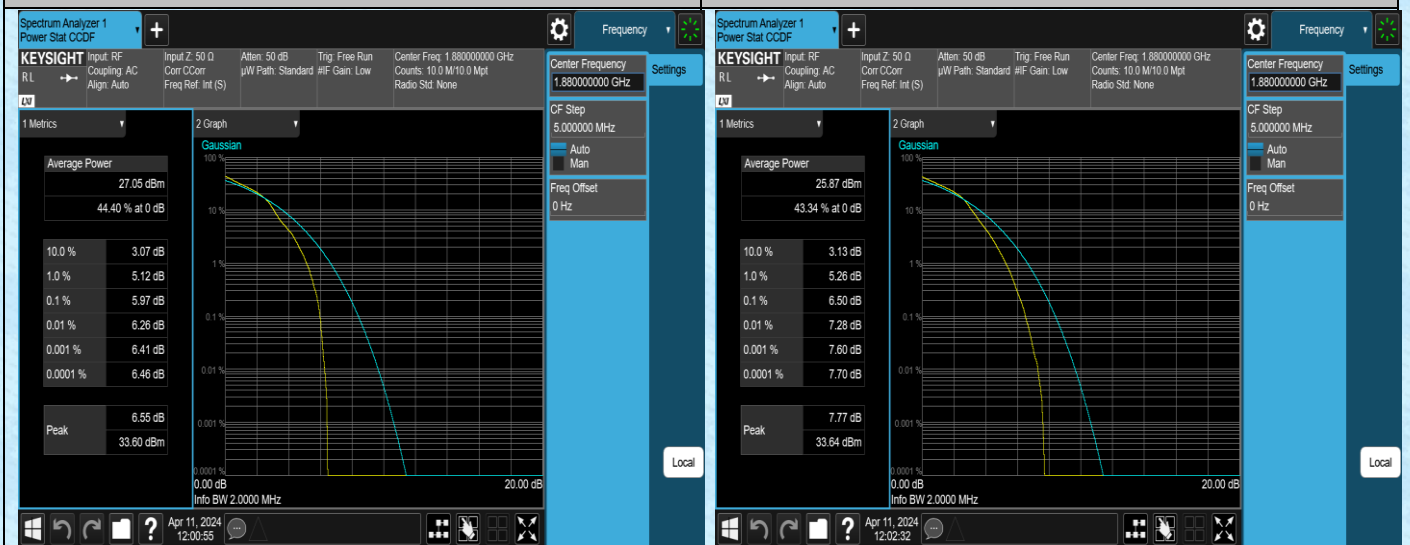 Spectrum Analyzer 1
Power Stat CCDF
+
Frequency
KEYSIGHT
R L
LXI
Input: RF
Coupling: AC
Align: Auto
Input Z: 50 Ω
Corr CCorr
Freq Ref: Int (S)
Atten: 50 dB
µW Path: Standard
Trig: Free Run
#IF Gain: Low
Center Freq: 1.880000000 GHz
Counts: 10.0 M/10.0 Mpt
Radio Std: None
Center Frequency
1.880000000 GHz
Settings
CF Step
5.000000 MHz
Auto
Man
Freq Offset
0 Hz
1 Metrics
Average Power
27.05 dBm
44.40 % at 0 dB
10.0 % 3.07 dB
1.0 % 5.12 dB
0.1 % 5.97 dB
0.01 % 6.26 dB
0.001 % 6.41 dB
0.0001 % 6.46 dB
Peak
6.55 dB
33.60 dBm
2 Graph
Gaussian
100 %
10 %
1 %
0.1 %
0.01 %
0.001 %
0.0001 %
0.00 dB 20.00 dB
Info BW 2.0000 MHz
Local
?
Apr 11, 2024
12:00:55
Spectrum Analyzer 1
Power Stat CCDF
+
Frequency
KEYSIGHT
R L
LXI
Input: RF
Coupling: AC
Align: Auto
Input Z: 50 Ω
Corr CCorr
Freq Ref: Int (S)
Atten: 50 dB
µW Path: Standard
Trig: Free Run
#IF Gain: Low
Center Freq: 1.880000000 GHz
Counts: 10.0 M/10.0 Mpt
Radio Std: None
Center Frequency
1.880000000 GHz
Settings
CF Step
5.000000 MHz
Auto
Man
Freq Offset
0 Hz
1 Metrics
Average Power
25.87 dBm
43.34 % at 0 dB
10.0 % 3.13 dB
1.0 % 5.26 dB
0.1 % 6.50 dB
0.01 % 7.28 dB
0.001 % 7.60 dB
0.0001 % 7.70 dB
Peak
7.77 dB
33.64 dBm
2 Graph
Gaussian
100 %
10 %
1 %
0.1 %
0.01 %
0.001 %
0.0001 %
0.00 dB 20.00 dB
Info BW 2.0000 MHz
Local
?
Apr 11, 2024
12:02:32